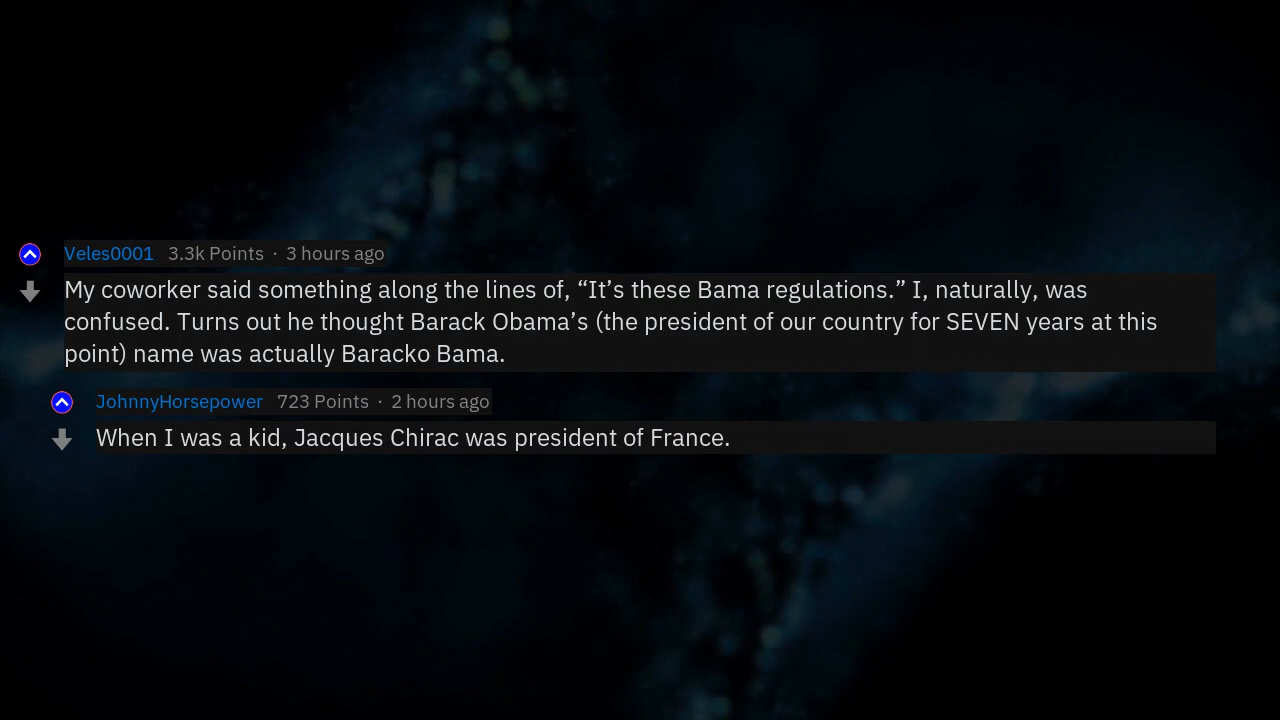 Veles0001 3.3k Points · 3 hours ago
My coworker said something along the lines of, “It’s these Bama regulations.” I, naturally, was
confused. Turns out he thought Barack Obama’s (the president of our country for SEVEN years at this
point) name was actually Baracko Bama.
JohnnyHorsepower 723 Points · 2 hours ago
When I was a kid, Jacques Chirac was president of France.